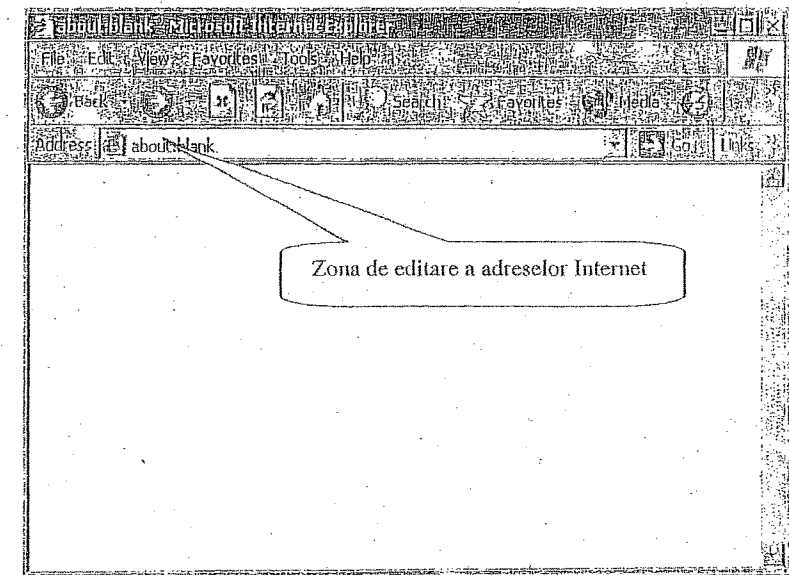 about:blank - Microsoft Internet Explorer
File Edit View Favorites Tools Help
Back Search Favorites Media
Address about:blank Go Links
Zona de editare a adreselor Internet